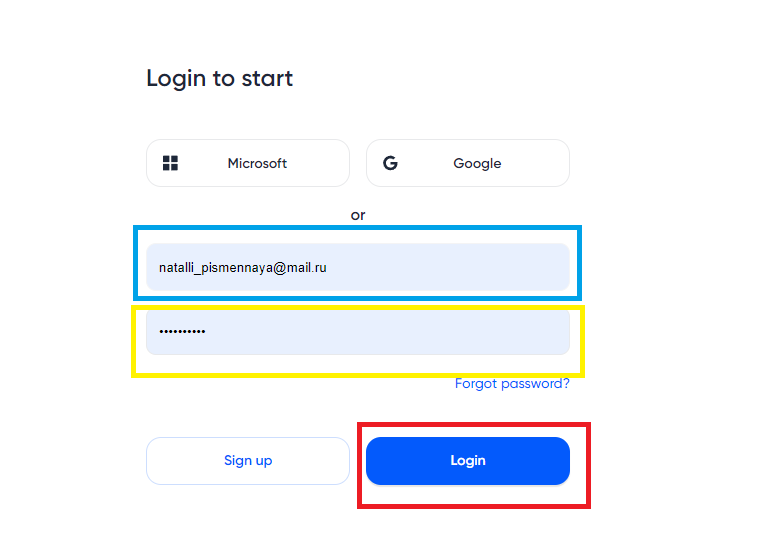 Login to start
Microsoft
Google
or
natalli_pismennaya@mail.ru
••••••••••
Forgot password?
Sign up
Login